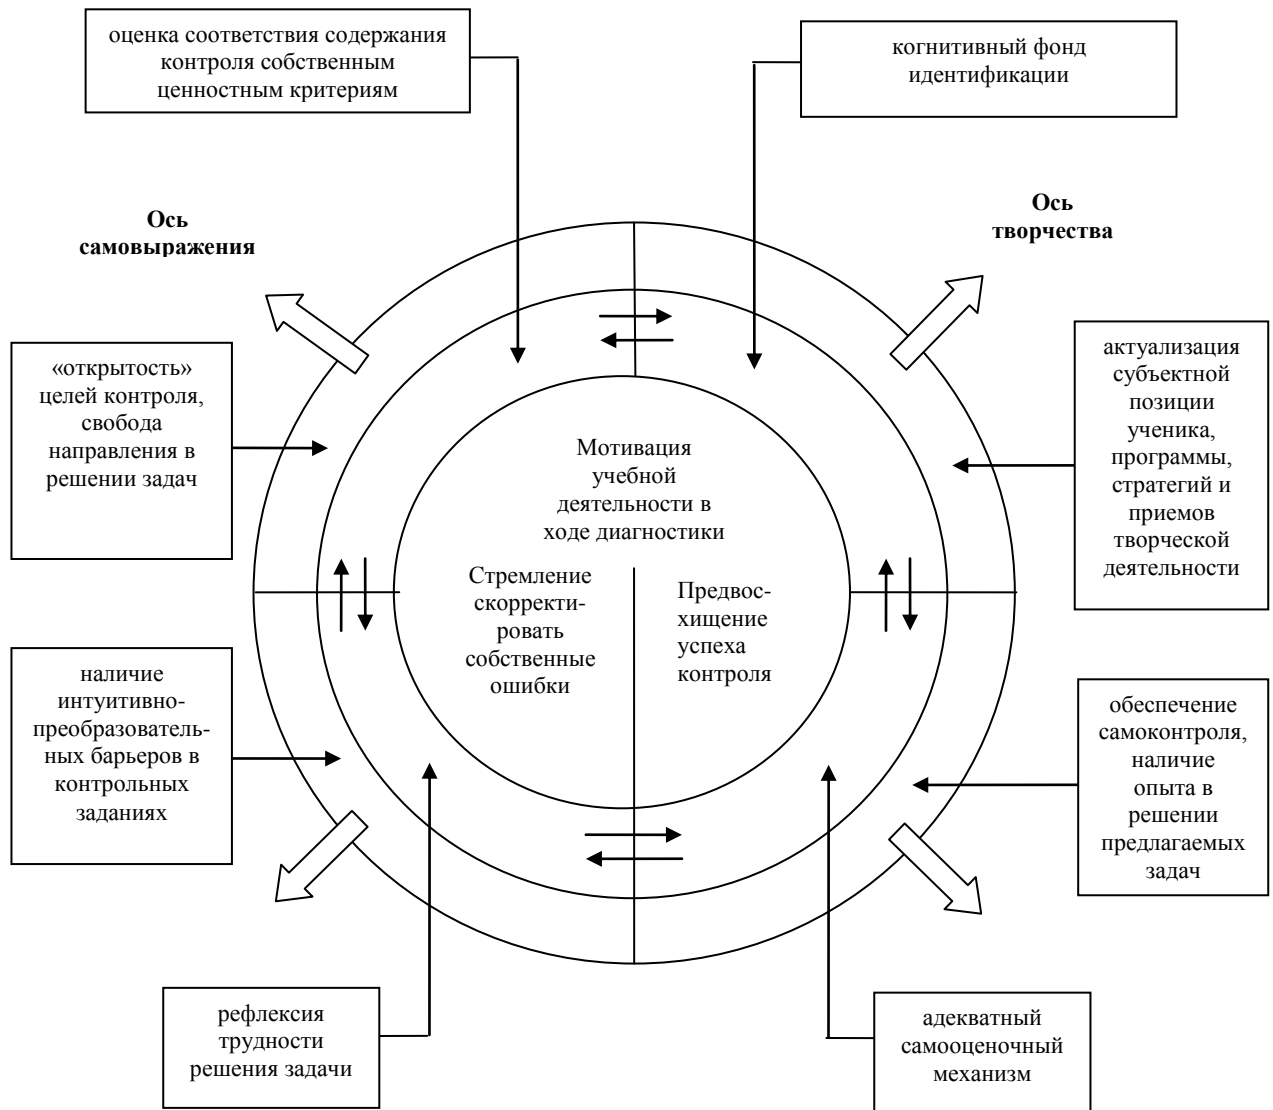 оценка соответствия содержания
контроля собственным
ценностным критериям
когнитивный фонд
идентификации
Ось
самовыражения
Ось
творчества
«открытость»
целей контроля,
свобода
направления в
решении задач
актуализация
субъектной
позиции
ученика,
программы,
стратегий и
приемов
творческой
деятельности
Мотивация
учебной
деятельности в
ходе диагностики
Стремление
скорректи-
ровать
собственные
ошибки
Предвос-
хищение
успеха
контроля
наличие
интуитивно-
преобразователь-
ных барьеров в
контрольных
заданиях
обеспечение
самоконтроля,
наличие
опыта в
решении
предлагаемых
задач
рефлексия
трудности
решения задачи
адекватный
самооценочный
механизм